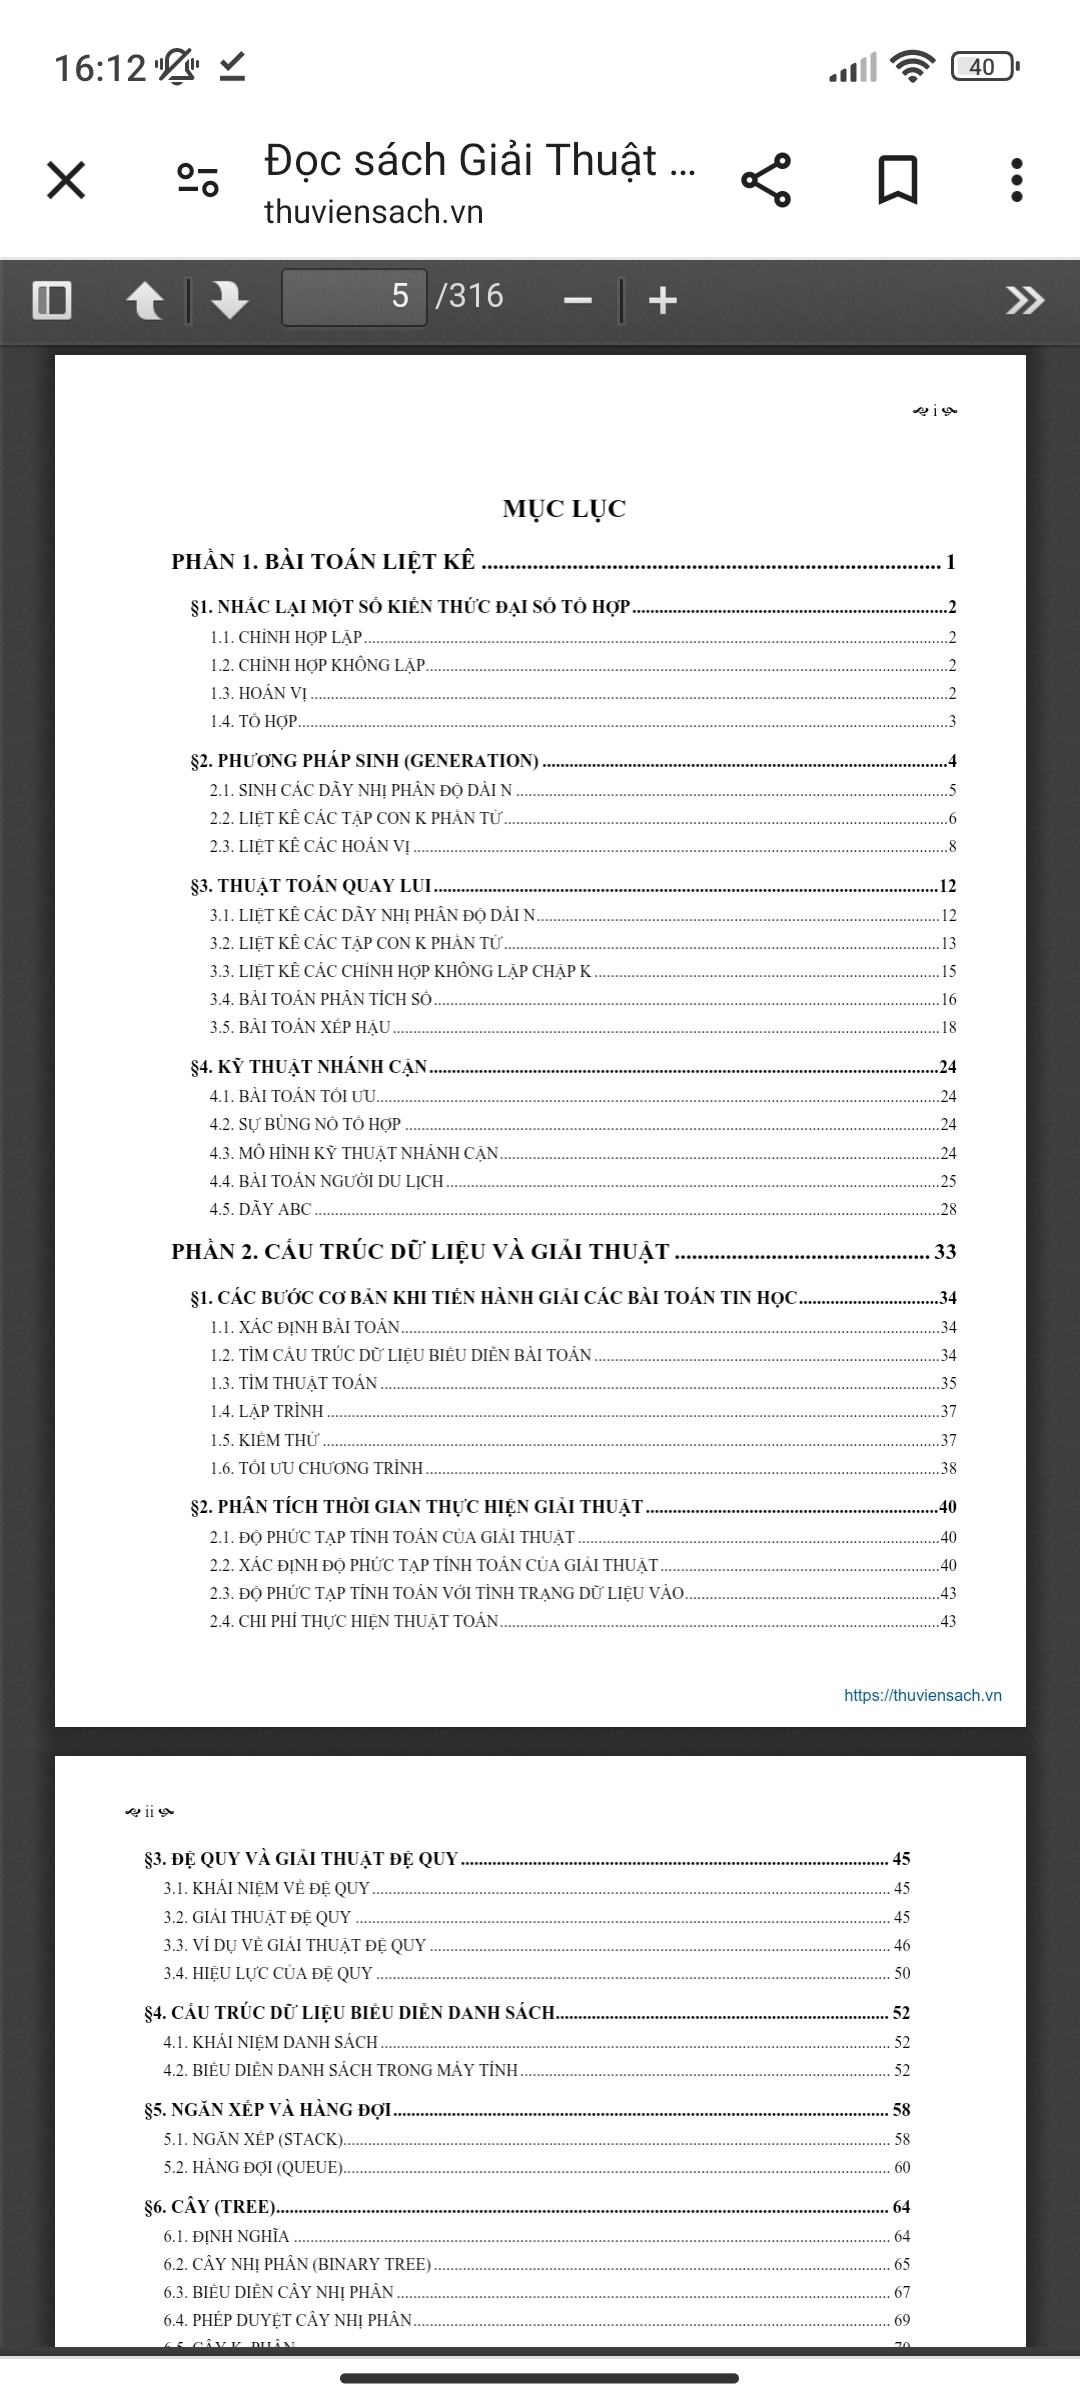 16:12
40
Đọc sách Giải Thuật ...
thuviensach.vn
5 /316
i
MỤC LỤC
PHẦN 1. BÀI TOÁN LIỆT KÊ ........ 1
§1. NHẮC LẠI MỘT SỐ KIẾN THỨC ĐẠI SỐ TỔ HỢP........2
1.1. CHỈNH HỢP LẶP........2
1.2. CHỈNH HỢP KHÔNG LẶP........2
1.3. HOÁN VỊ ........2
1.4. TỔ HỢP........3
§2. PHƯƠNG PHÁP SINH (GENERATION) ........4
2.1. SINH CÁC DÃY NHỊ PHÂN ĐỘ DÀI N ........5
2.2. LIỆT KÊ CÁC TẬP CON K PHẦN TỬ........6
2.3. LIỆT KÊ CÁC HOÁN VỊ ........8
§3. THUẬT TOÁN QUAY LUI........12
3.1. LIỆT KÊ CÁC DÃY NHỊ PHÂN ĐỘ DÀI N........12
3.2. LIỆT KÊ CÁC TẬP CON K PHẦN TỬ........13
3.3. LIỆT KÊ CÁC CHỈNH HỢP KHÔNG LẶP CHẬP K ........15
3.4. BÀI TOÁN PHÂN TÍCH SỐ........16
3.5. BÀI TOÁN XẾP HẬU ........18
§4. KỸ THUẬT NHÁNH CẬN........24
4.1. BÀI TOÁN TỐI ƯU........24
4.2. SỰ BÙNG NỔ TỔ HỢP ........24
4.3. MÔ HÌNH KỸ THUẬT NHÁNH CẬN........24
4.4. BÀI TOÁN NGƯỜI DU LỊCH ........25
4.5. DÃY ABC ........28
PHẦN 2. CẤU TRÚC DỮ LIỆU VÀ GIẢI THUẬT ........ 33
§1. CÁC BƯỚC CƠ BẢN KHI TIẾN HÀNH GIẢI CÁC BÀI TOÁN TIN HỌC........34
1.1. XÁC ĐỊNH BÀI TOÁN........34
1.2. TÌM CẤU TRÚC DỮ LIỆU BIỂU DIỄN BÀI TOÁN ........34
1.3. TÌM THUẬT TOÁN ........35
1.4. LẬP TRÌNH ........37
1.5. KIỂM THỬ ........37
1.6. TỐI ƯU CHƯƠNG TRÌNH ........38
§2. PHÂN TÍCH THỜI GIAN THỰC HIỆN GIẢI THUẬT ........40
2.1. ĐỘ PHỨC TẠP TÍNH TOÁN CỦA GIẢI THUẬT ........40
2.2. XÁC ĐỊNH ĐỘ PHỨC TẠP TÍNH TOÁN CỦA GIẢI THUẬT........40
2.3. ĐỘ PHỨC TẠP TÍNH TOÁN VỚI TÌNH TRẠNG DỮ LIỆU VÀO........43
2.4. CHI PHÍ THỰC HIỆN THUẬT TOÁN........43
https://thuviensach.vn
ii
§3. ĐỆ QUY VÀ GIẢI THUẬT ĐỆ QUY ........ 45
3.1. KHÁI NIỆM VỀ ĐỆ QUY ........ 45
3.2. GIẢI THUẬT ĐỆ QUY ........ 45
3.3. VÍ DỤ VỀ GIẢI THUẬT ĐỆ QUY ........ 46
3.4. HIỆU LỰC CỦA ĐỆ QUY ........ 50
§4. CẤU TRÚC DỮ LIỆU BIỂU DIỄN DANH SÁCH........ 52
4.1. KHÁI NIỆM DANH SÁCH ........ 52
4.2. BIỂU DIỄN DANH SÁCH TRONG MÁY TÍNH ........ 52
§5. NGĂN XẾP VÀ HÀNG ĐỢI ........ 58
5.1. NGĂN XẾP (STACK)........ 58
5.2. HÀNG ĐỢI (QUEUE)........ 60
§6. CÂY (TREE)........ 64
6.1. ĐỊNH NGHĨA ........ 64
6.2. CÂY NHỊ PHÂN (BINARY TREE) ........ 65
6.3. BIỂU DIỄN CÂY NHỊ PHÂN ........ 67
6.4. PHÉP DUYỆT CÂY NHỊ PHÂN........ 69
6.5. CÂY K_PHÂN ........ 70